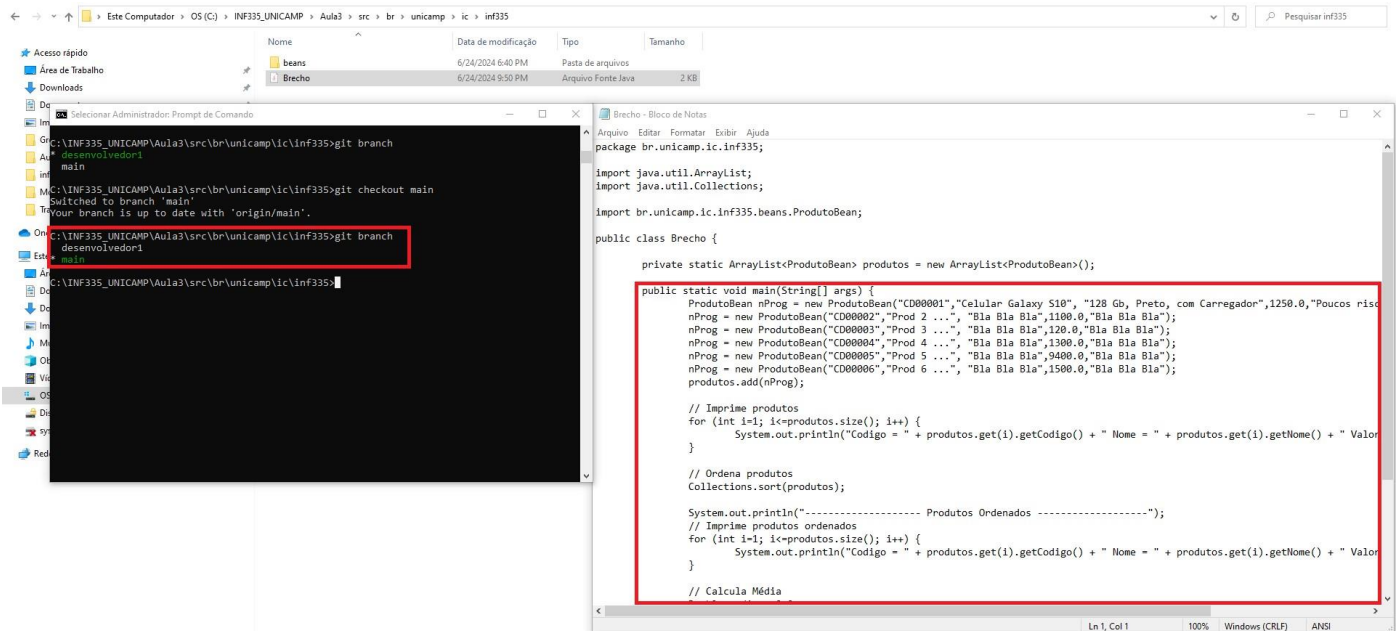 Este Computador > OS (C:) > INF335_UNICAMP > Aula3 > src > br > unicamp > ic > inf335
Pesquisar inf335
Nome Data de modificação Tipo Tamanho
Acesso rápido
Área de Trabalho
Downloads
beans 6/24/2024 6:40 PM Pasta de arquivos
Brecho 6/24/2024 9:50 PM Arquivo Fonte Java 2 KB
Selecionar Administrador: Prompt de Comando
C:\INF335_UNICAMP\Aula3\src\br\unicamp\ic\inf335>git branch
* desenvolvedor1
main
C:\INF335_UNICAMP\Aula3\src\br\unicamp\ic\inf335>git checkout main
Switched to branch 'main'
Your branch is up to date with 'origin/main'.
C:\INF335_UNICAMP\Aula3\src\br\unicamp\ic\inf335>git branch
desenvolvedor1
* main
C:\INF335_UNICAMP\Aula3\src\br\unicamp\ic\inf335>
Brecho - Bloco de Notas
Arquivo Editar Formatar Exibir Ajuda
package br.unicamp.ic.inf335;
import java.util.ArrayList;
import java.util.Collections;
import br.unicamp.ic.inf335.beans.ProdutoBean;
public class Brecho {
private static ArrayList<ProdutoBean> produtos = new ArrayList<ProdutoBean>();
public static void main(String[] args) {
ProdutoBean nProg = new ProdutoBean("CD00001","Celular Galaxy S10", "128 Gb, Preto, com Carregador",1250.0,"Poucos risc
nProg = new ProdutoBean("CD00002","Prod 2 ...", "Bla Bla Bla",1100.0,"Bla Bla Bla");
nProg = new ProdutoBean("CD00003","Prod 3 ...", "Bla Bla Bla",120.0,"Bla Bla Bla");
nProg = new ProdutoBean("CD00004","Prod 4 ...", "Bla Bla Bla",1300.0,"Bla Bla Bla");
nProg = new ProdutoBean("CD00005","Prod 5 ...", "Bla Bla Bla",9400.0,"Bla Bla Bla");
nProg = new ProdutoBean("CD00006","Prod 6 ...", "Bla Bla Bla",1500.0,"Bla Bla Bla");
produtos.add(nProg);
// Imprime produtos
for (int i=1; i<=produtos.size(); i++) {
System.out.println("Codigo = " + produtos.get(i).getCodigo() + " Nome = " + produtos.get(i).getNome() + " Valor
}
// Ordena produtos
Collections.sort(produtos);
System.out.println("-------------------- Produtos Ordenados -------------------");
// Imprime produtos ordenados
for (int i=1; i<=produtos.size(); i++) {
System.out.println("Codigo = " + produtos.get(i).getCodigo() + " Nome = " + produtos.get(i).getNome() + " Valor
}
// Calcula Média
Ln 1, Col 1 100% Windows (CRLF) ANSI